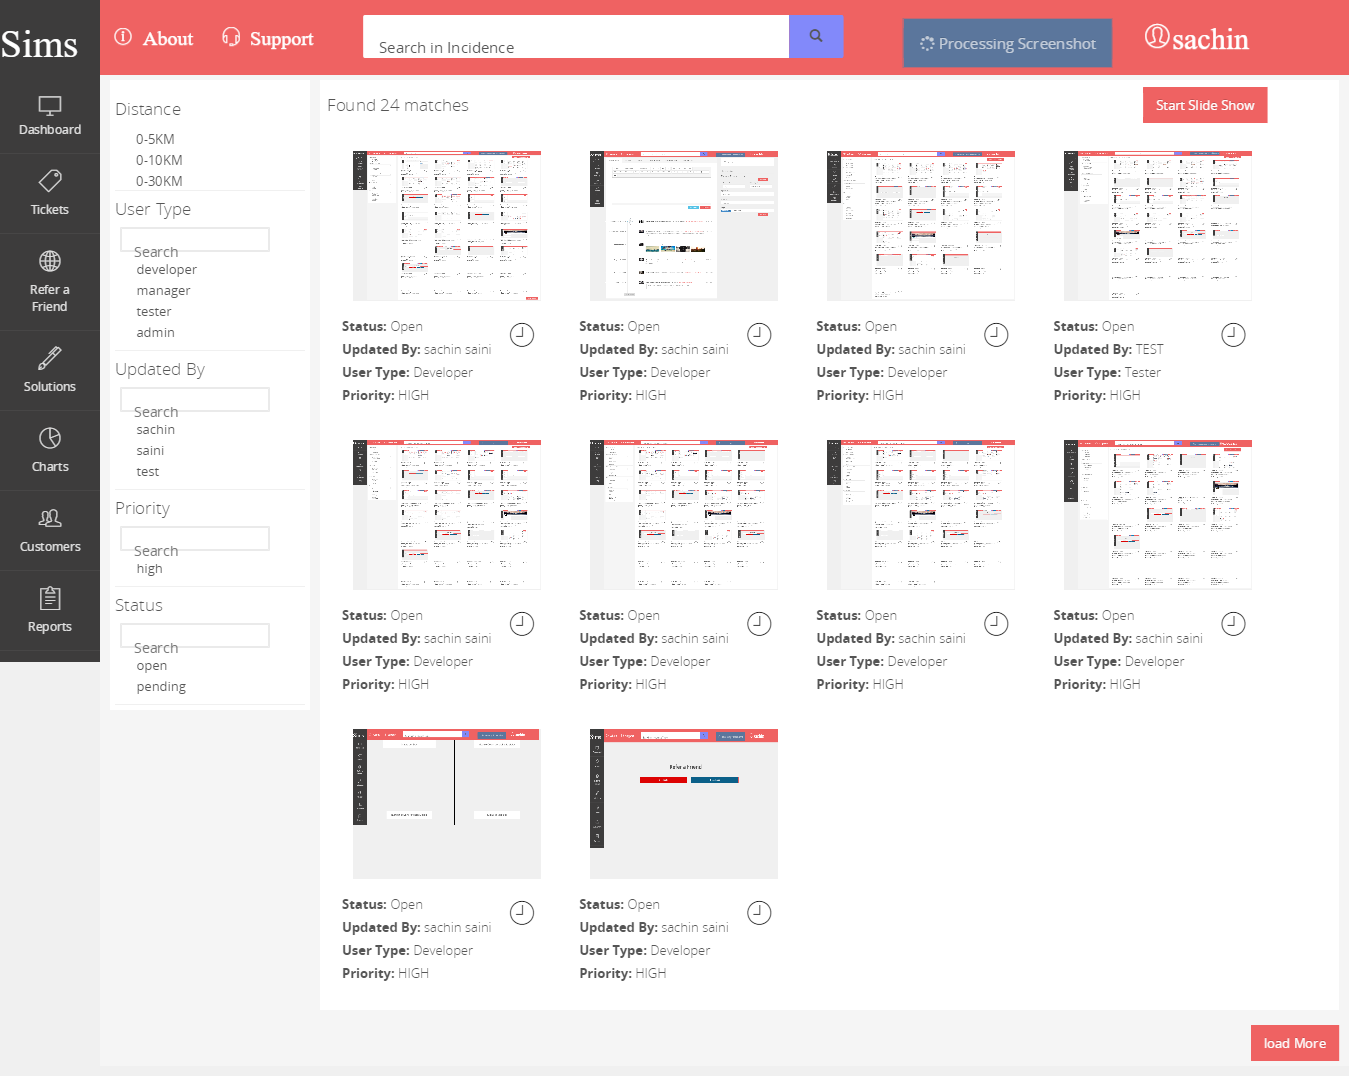 Sims
About
Support
Search in Incidence
Processing Screenshot
sachin
Dashboard
Tickets
Refer a
Friend
Solutions
Charts
Customers
Reports
Distance
0-5KM
0-10KM
0-30KM
User Type
Search
developer
manager
tester
admin
Updated By
Search
sachin
saini
test
Priority
Search
high
Status
Search
open
pending
Found 24 matches
Start Slide Show
Status: Open
Updated By: sachin saini
User Type: Developer
Priority: HIGH
Status: Open
Updated By: sachin saini
User Type: Developer
Priority: HIGH
Status: Open
Updated By: sachin saini
User Type: Developer
Priority: HIGH
Status: Open
Updated By: TEST
User Type: Tester
Priority: HIGH
Status: Open
Updated By: sachin saini
User Type: Developer
Priority: HIGH
Status: Open
Updated By: sachin saini
User Type: Developer
Priority: HIGH
Status: Open
Updated By: sachin saini
User Type: Developer
Priority: HIGH
Status: Open
Updated By: sachin saini
User Type: Developer
Priority: HIGH
Status: Open
Updated By: sachin saini
User Type: Developer
Priority: HIGH
Refer a Friend
Status: Open
Updated By: sachin saini
User Type: Developer
Priority: HIGH
load More